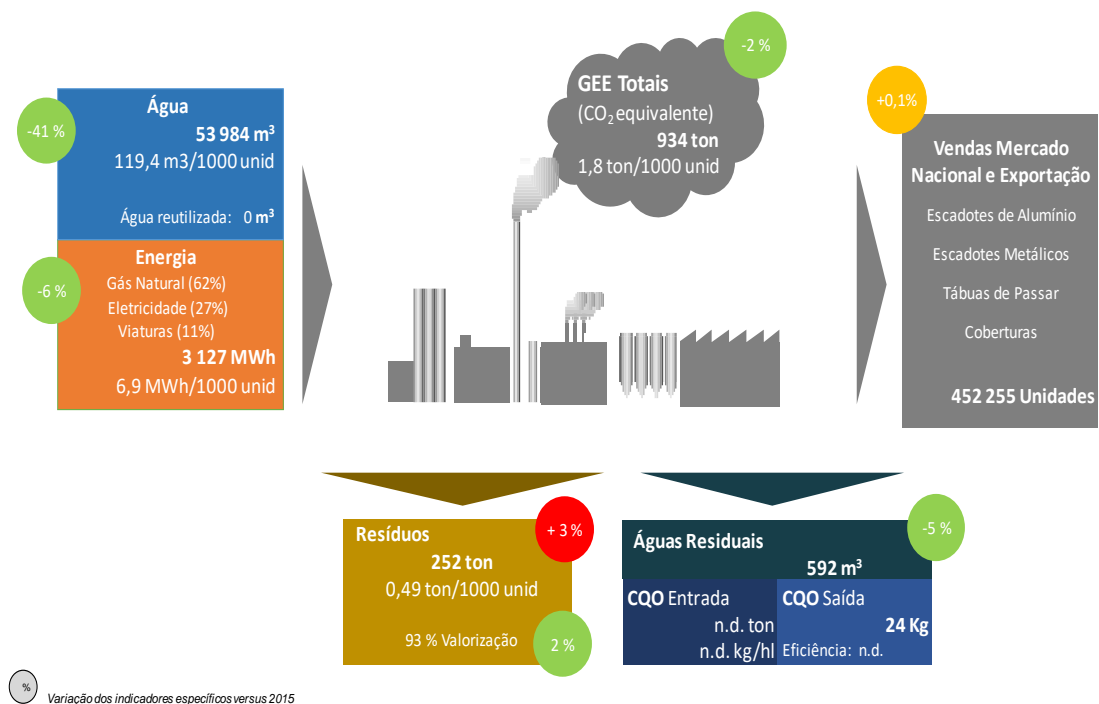 -41 %
Água
53 984 m³
119,4 m3/1000 unid
Água reutilizada: 0 m³
-6 %
Energia
Gás Natural (62%)
Eletricidade (27%)
Viaturas (11%)
3 127 MWh
6,9 MWh/1000 unid
-2 %
GEE Totais
(CO₂ equivalente)
934 ton
1,8 ton/1000 unid
+0,1%
Vendas Mercado
Nacional e Exportação
Escadotes de Alumínio
Escadotes Metálicos
Tábuas de Passar
Coberturas
452 255 Unidades
Resíduos
+ 3 %
252 ton
0,49 ton/1000 unid
93 % Valorização
2 %
Águas Residuais
-5 %
592 m³
CQO Entrada
n.d. ton
n.d. kg/hl
CQO Saída
24 Kg
Eficiência: n.d.
% Variação dos indicadores específicos versus 2015